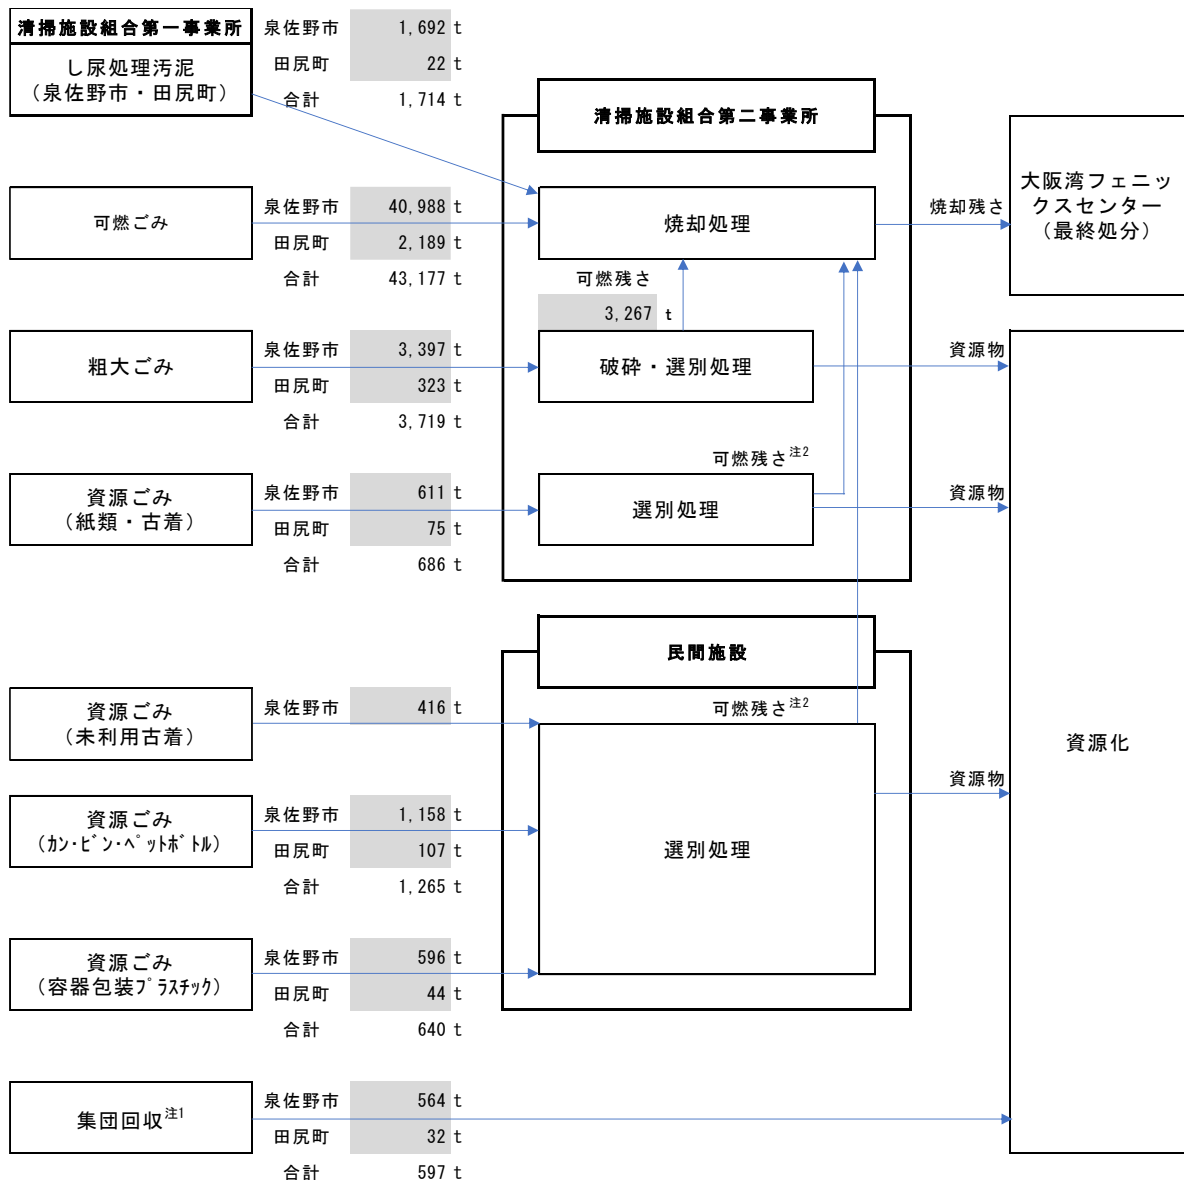 清掃施設組合第一事業所
し尿処理汚泥
（泉佐野市・田尻町）
泉佐野市 1,692 t
田尻町 22 t
合計 1,714 t
清掃施設組合第二事業所
可燃ごみ
泉佐野市 40,988 t
田尻町 2,189 t
合計 43,177 t
焼却処理
焼却残さ
大阪湾フェニッ
クスセンター
（最終処分）
可燃残さ
3,267 t
粗大ごみ
泉佐野市 3,397 t
田尻町 323 t
合計 3,719 t
破砕・選別処理
資源物
可燃残さ注2
資源ごみ
（紙類・古着）
泉佐野市 611 t
田尻町 75 t
合計 686 t
選別処理
資源物
民間施設
資源ごみ
（未利用古着）
泉佐野市 416 t
可燃残さ注2
資源化
資源物
資源ごみ
（ｶﾝ･ﾋﾞﾝ･ﾍﾟｯﾄﾎﾞﾄﾙ）
泉佐野市 1,158 t
田尻町 107 t
合計 1,265 t
選別処理
資源ごみ
（容器包装ﾌﾟﾗｽﾁｯｸ）
泉佐野市 596 t
田尻町 44 t
合計 640 t
集団回収注1
泉佐野市 564 t
田尻町 32 t
合計 597 t